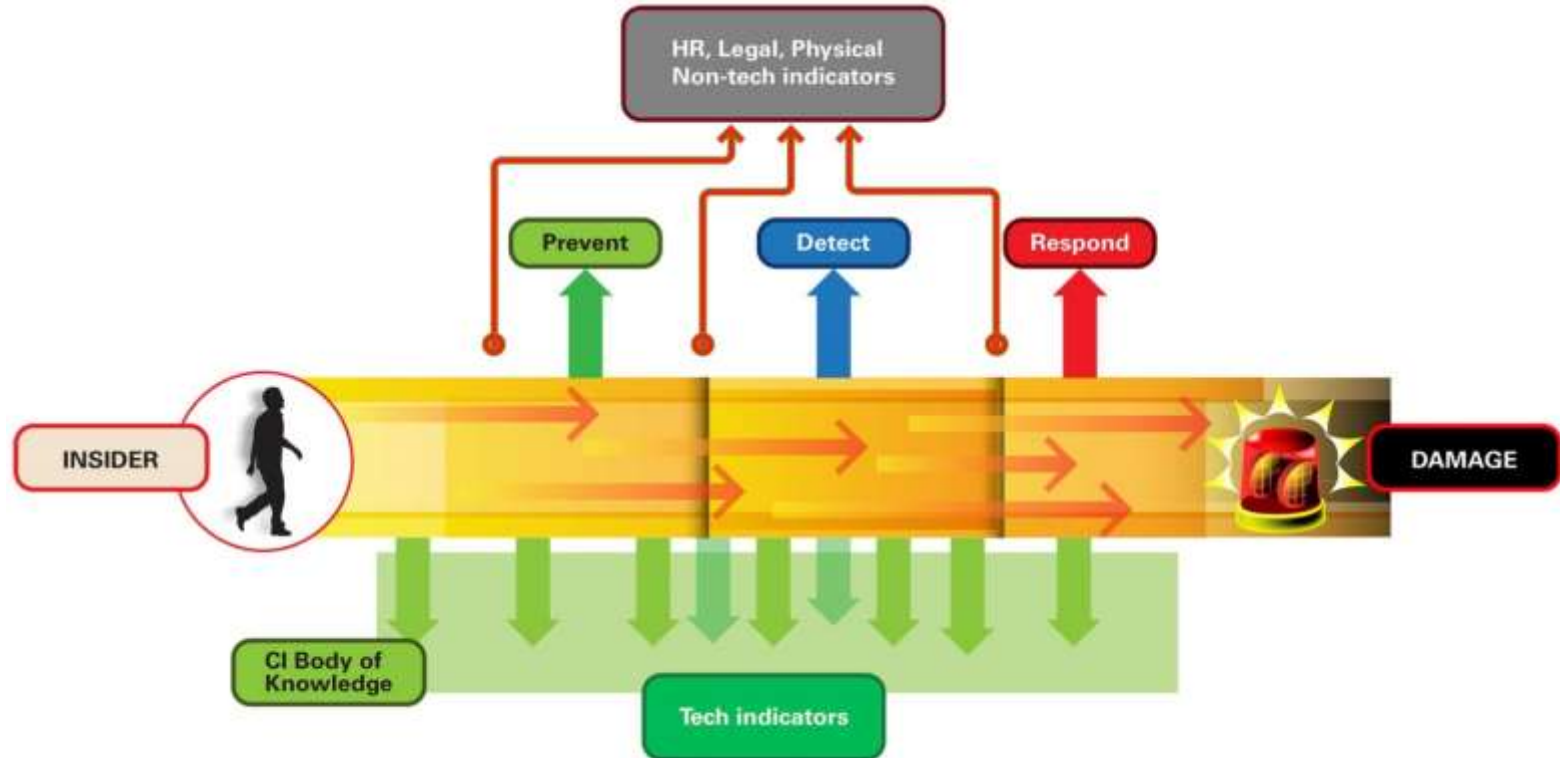 HR, Legal, Physical
Non-tech indicators
Prevent
Detect
Respond
INSIDER
DAMAGE
CI Body of
Knowledge
Tech indicators